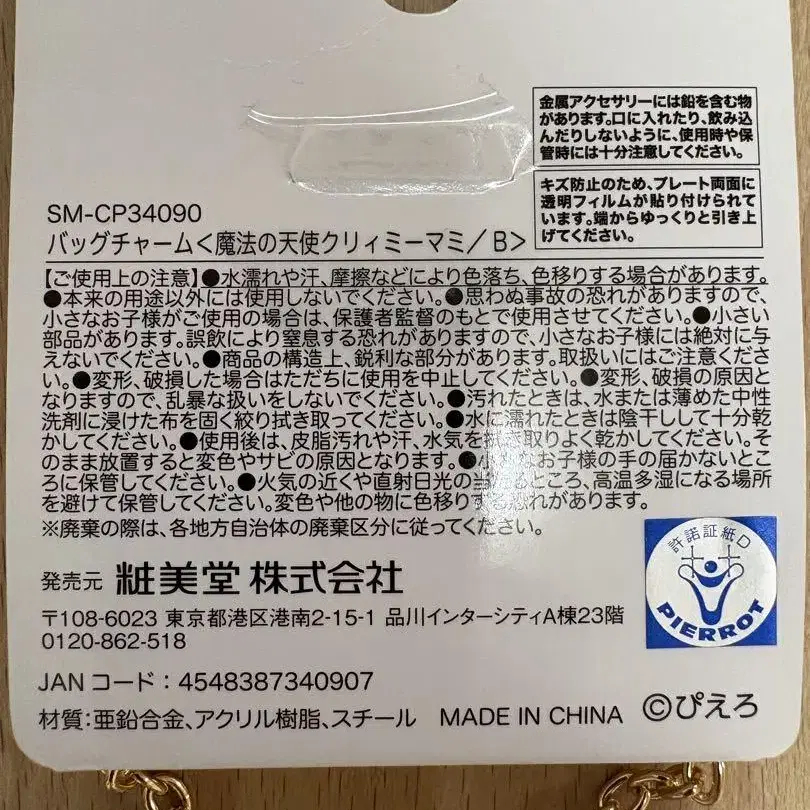 金属アクセサリーには鉛を含む物
があります。口に入れたり、飲み込
んだりしないように、使用時や保
管時には十分注意してください。
キズ防止のため、プレート両面に
透明フィルムが貼り付けられて
います。端からゆっくりと引き上
げてください。
SM-CP34090
バッグチャーム<魔法の天使クリィミーマミ/B>
【ご使用上の注意】●水濡れや汗、摩擦などにより色落ち、色移りする場合があります。
●本来の用途以外には使用しないでください。●思わぬ事故の恐れがありますので、
小さなお子様がご使用の場合は、保護者監督のもとで使用させてください。●小さい
部品があります。誤飲により窒息する恐れがありますので、小さなお子様には絶対に与
えないでください。●商品の構造上、鋭利な部分があります。取扱いにはご注意くださ
い。●変形、破損した場合はただちに使用を中止してください。●変形、破損の原因と
なりますので、乱暴な扱いをしないでください。●汚れたときは、水または薄めた中性
洗剤に浸けた布を固く絞り拭き取ってください。●水に濡れたときは陰干しして十分乾
かしてください。●使用後は、皮脂汚れや汗、水気を拭き取りよく乾かしてください。そ
のまま放置すると変色やサビの原因となります。●小さなお子様の手の届かないとこ
ろに保管してください。●火気の近くや直射日光の当たるところ、高温多湿になる場所
を避けて保管してください。変色や他の物に色移りする恐れがあります。
※廃棄の際は、各地方自治体の廃棄区分に従ってください。
発売元 粧美堂 株式会社
〒108-6023 東京都港区港南2-15-1 品川インターシティA棟23階
0120-862-518
許諾証紙D
PIERROT
JANコード：4548387340907
材質：亜鉛合金、アクリル樹脂、スチール MADE IN CHINA ©ぴえろ